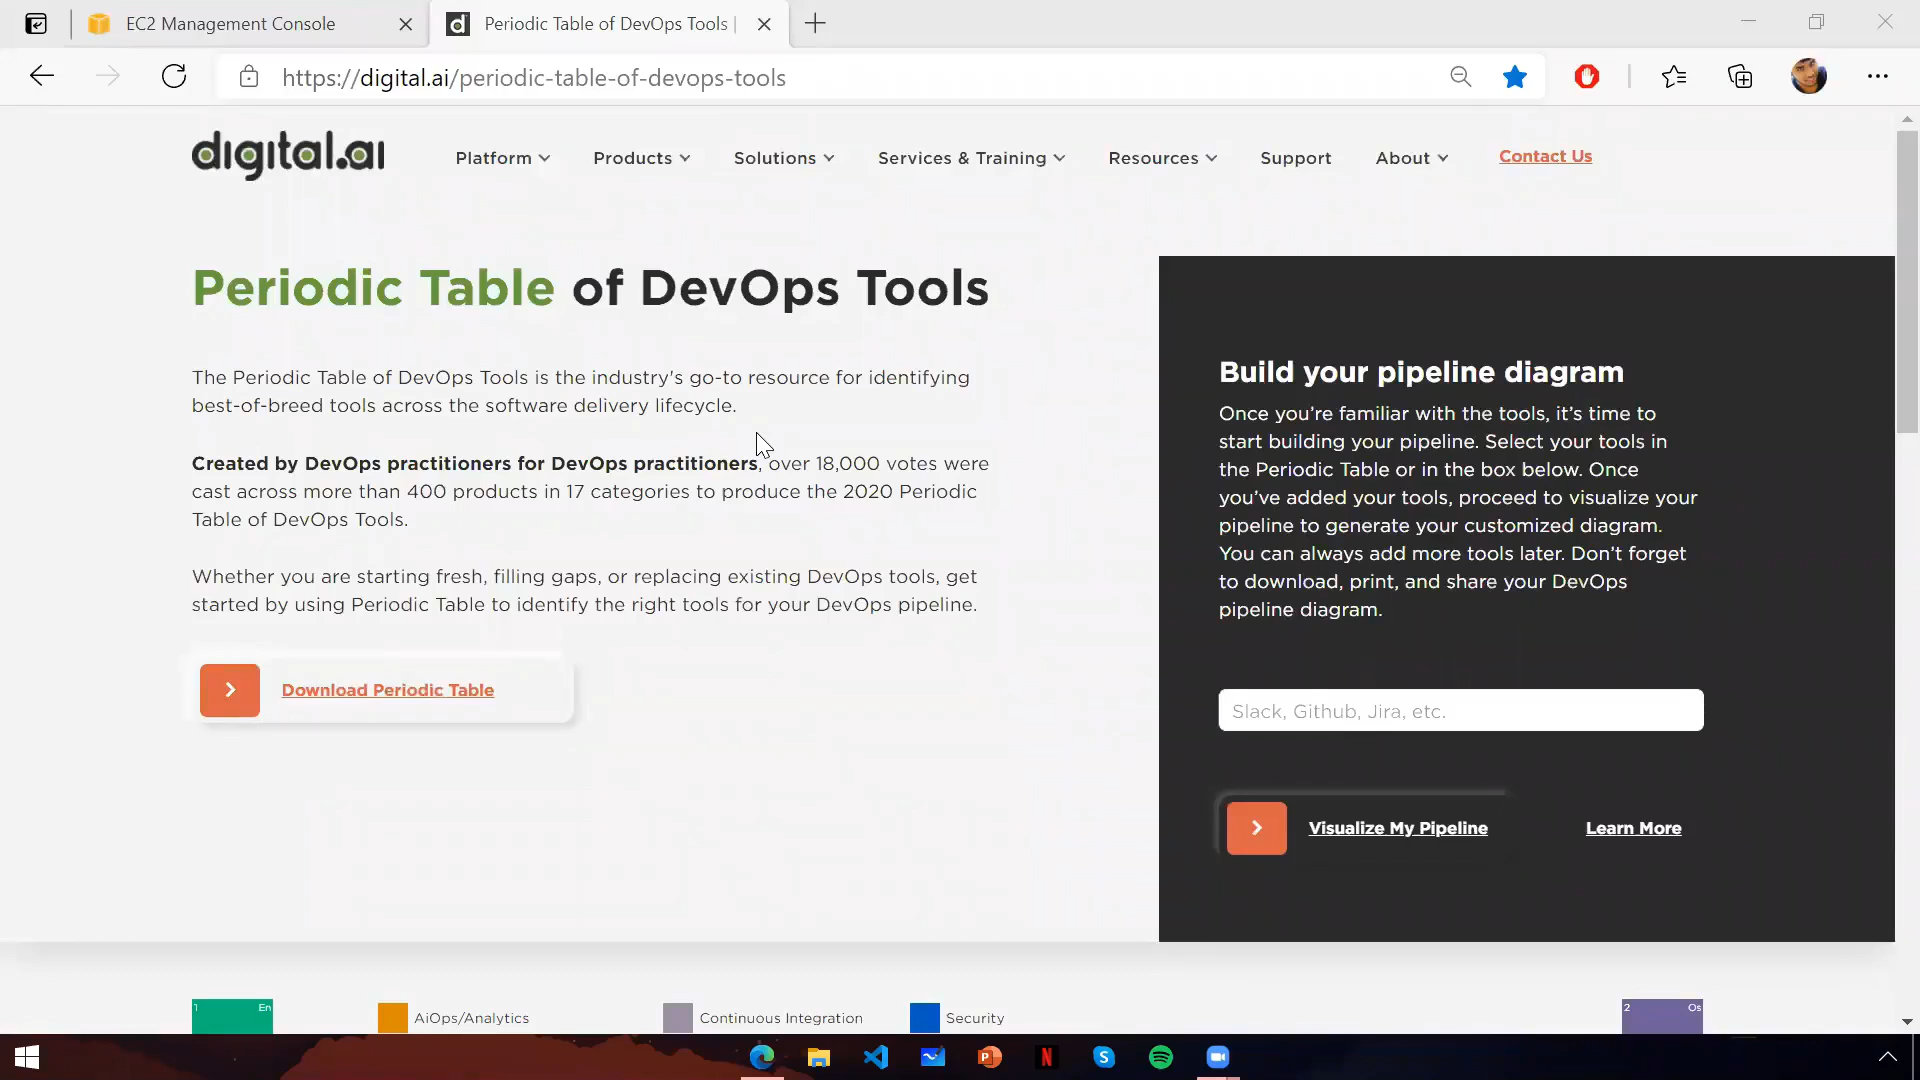 EC2 Management Console
Periodic Table of DevOps Tools |
https://digital.ai/periodic-table-of-devops-tools
digital.ai
Platform
Products
Solutions
Services & Training
Resources
Support
About
Contact Us
Periodic Table of DevOps Tools
The Periodic Table of DevOps Tools is the industry's go-to resource for identifying
best-of-breed tools across the software delivery lifecycle.
Created by DevOps practitioners for DevOps practitioners, over 18,000 votes were
cast across more than 400 products in 17 categories to produce the 2020 Periodic
Table of DevOps Tools.
Whether you are starting fresh, filling gaps, or replacing existing DevOps tools, get
started by using Periodic Table to identify the right tools for your DevOps pipeline.
Download Periodic Table
Build your pipeline diagram
Once you’re familiar with the tools, it’s time to
start building your pipeline. Select your tools in
the Periodic Table or in the box below. Once
you’ve added your tools, proceed to visualize your
pipeline to generate your customized diagram.
You can always add more tools later. Don’t forget
to download, print, and share your DevOps
pipeline diagram.
Slack, Github, Jira, etc.
Visualize My Pipeline
Learn More
1 En
AiOps/Analytics
Continuous Integration
Security
2 Os